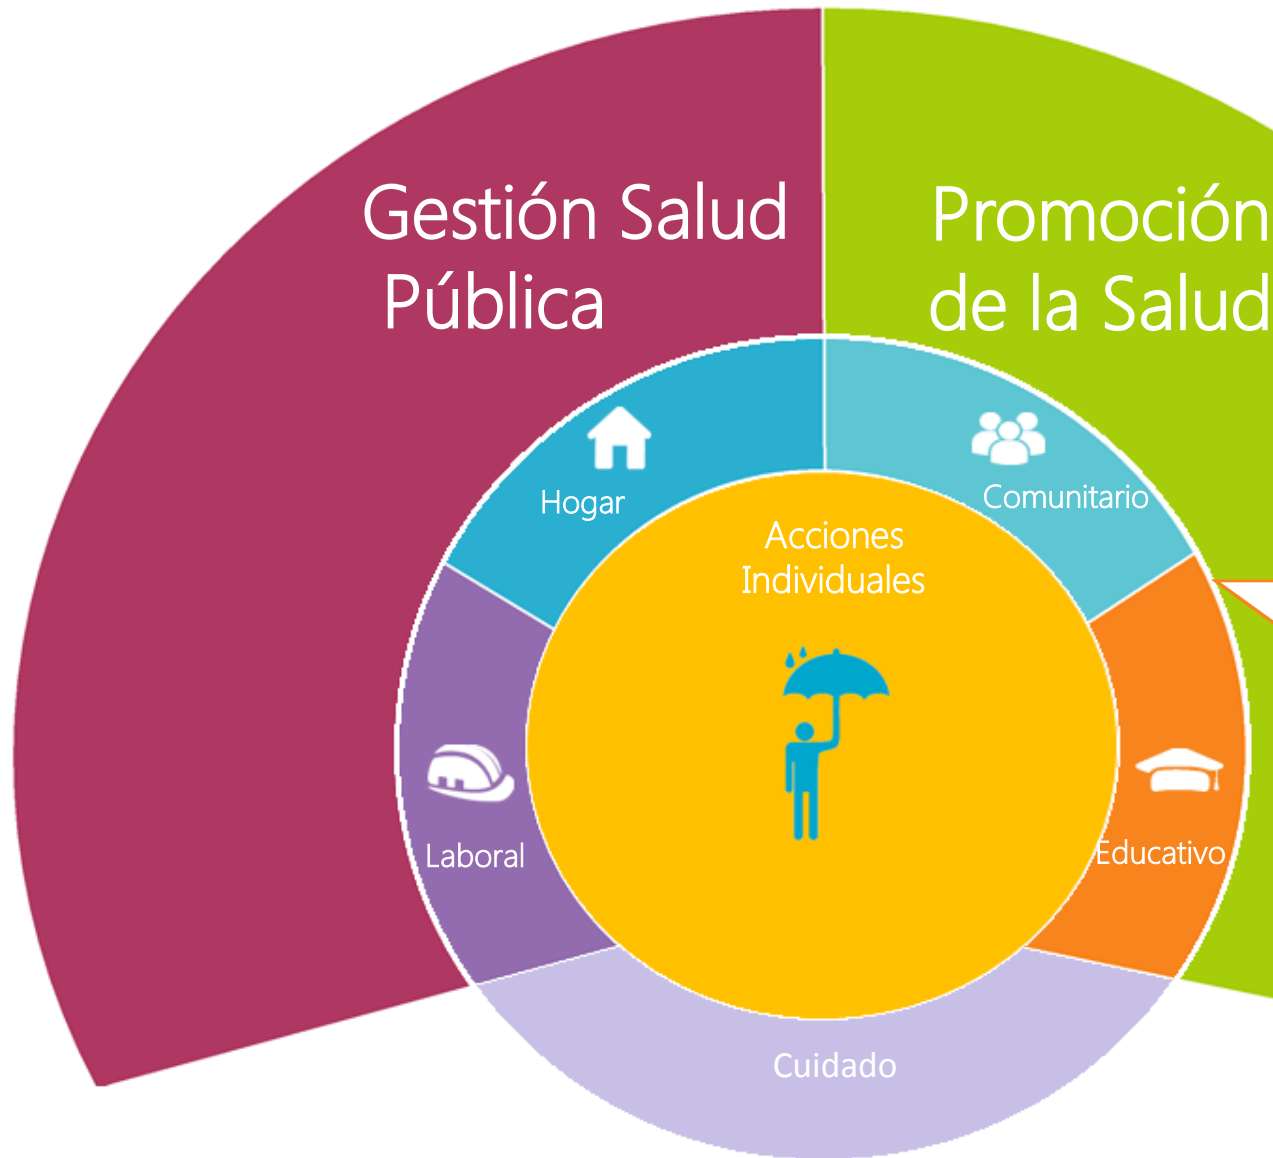 Gestión Salud
Pública
Promoción
de la Salud
Hogar
Comunitario
Acciones
Individuales
Laboral
Educativo
Cuidado